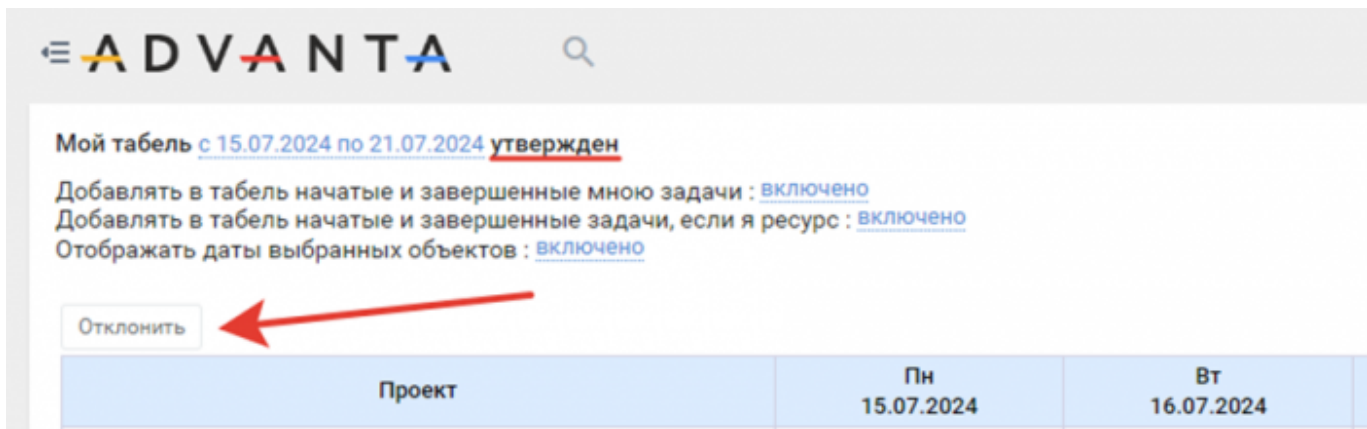 ADVANTA
Мой табель с 15.07.2024 по 21.07.2024 утвержден
Добавлять в табель начатые и завершенные мною задачи : включено
Добавлять в табель начатые и завершенные задачи, если я ресурс : включено
Отображать даты выбранных объектов : включено
Отклонить
Проект
Пн
15.07.2024
Вт
16.07.2024